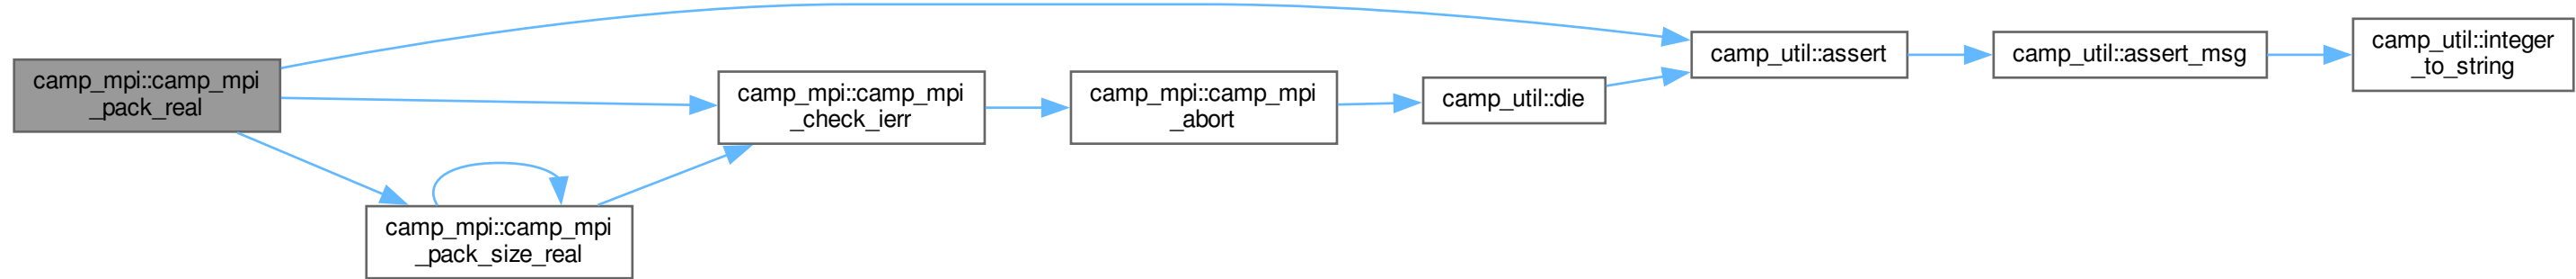 camp_mpi::camp_mpi
_pack_real
camp_mpi::camp_mpi
_pack_size_real
camp_mpi::camp_mpi
_check_ierr
camp_mpi::camp_mpi
_abort
camp_util::die
camp_util::assert
camp_util::assert_msg
camp_util::integer
_to_string